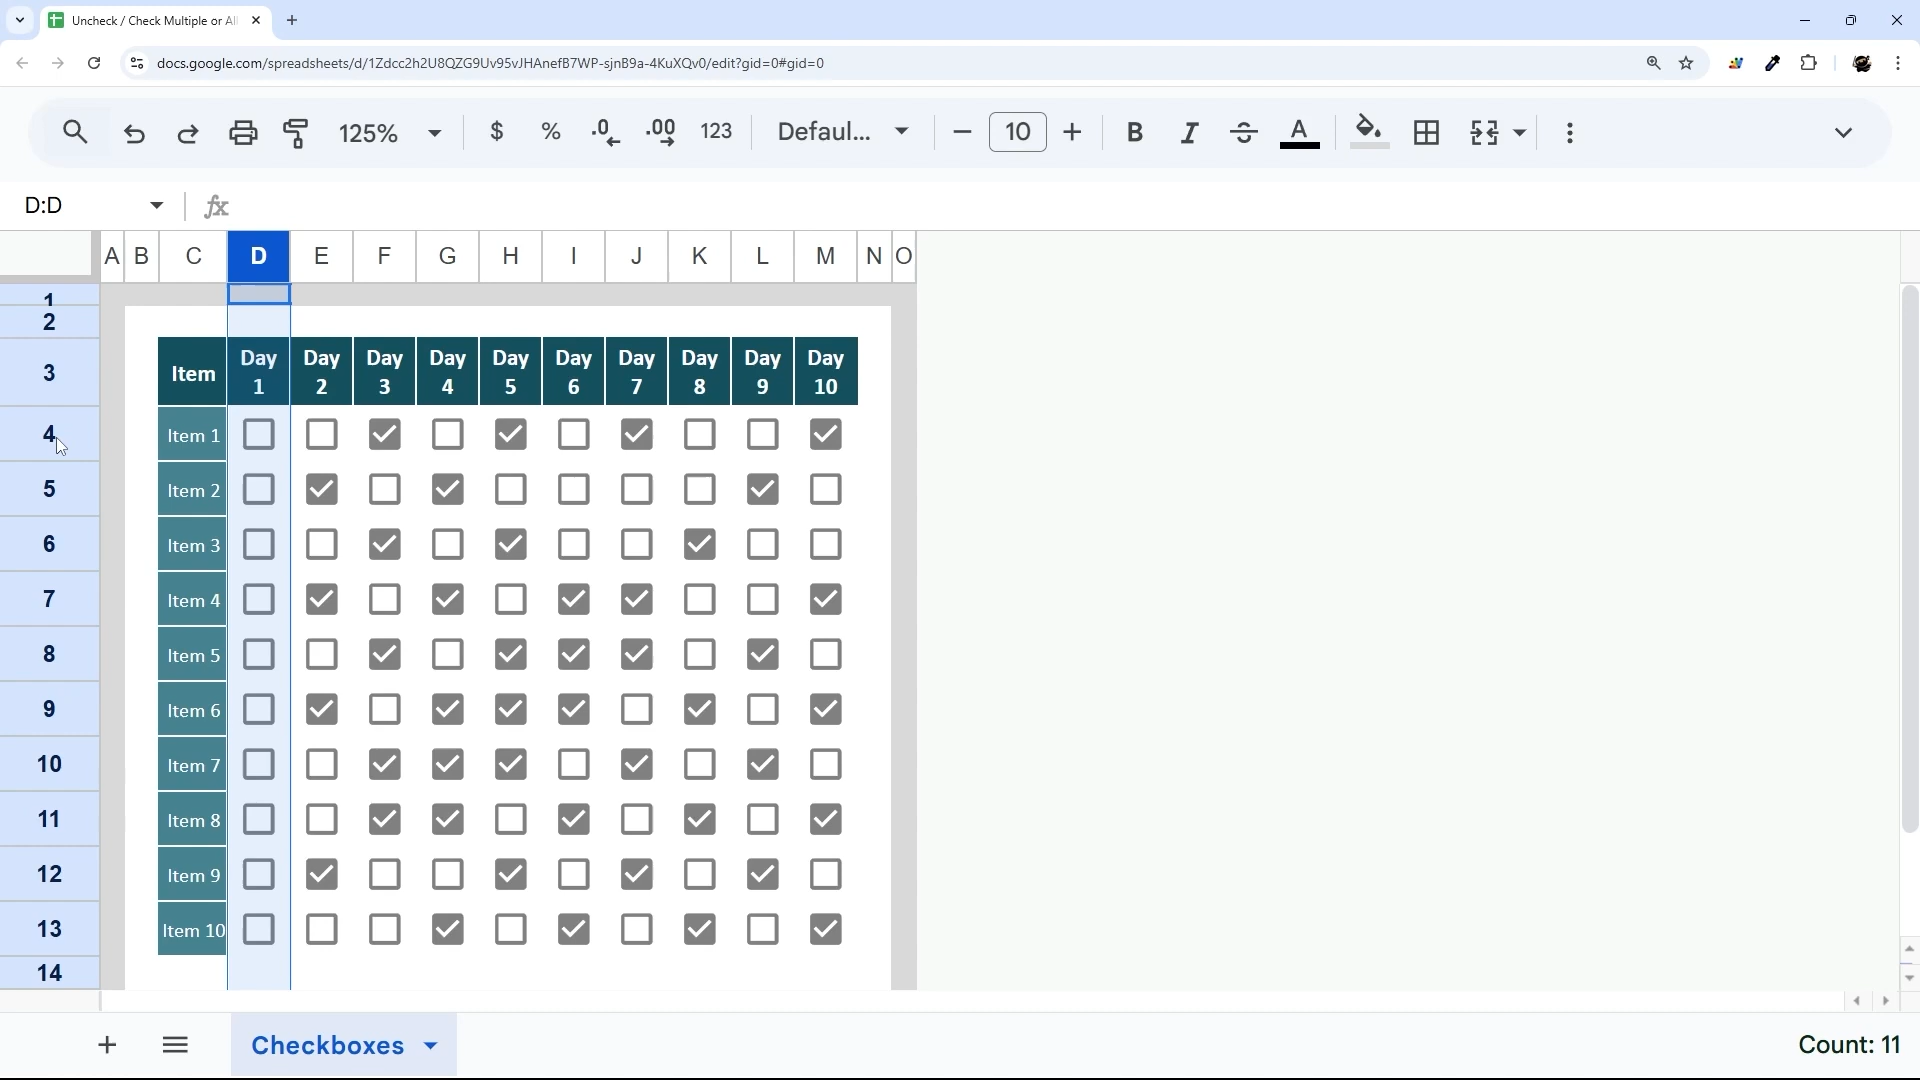 Uncheck / Check Multiple or Al
docs.google.com/spreadsheets/d/1Zdcc2h2U8QZG9Uv95vJHAnefB7WP-sjnB9a-4KuXQv0/edit?gid=0#gid=0
125% $ % .0 .00 123 Defaul... 10 B I S A
D:D fx
A B C D E F G H I J K L M N O
1
2
3 Item Day 1 Day 2 Day 3 Day 4 Day 5 Day 6 Day 7 Day 8 Day 9 Day 10
4 Item 1
5 Item 2
6 Item 3
7 Item 4
8 Item 5
9 Item 6
10 Item 7
11 Item 8
12 Item 9
13 Item 10
14
Checkboxes Count: 11